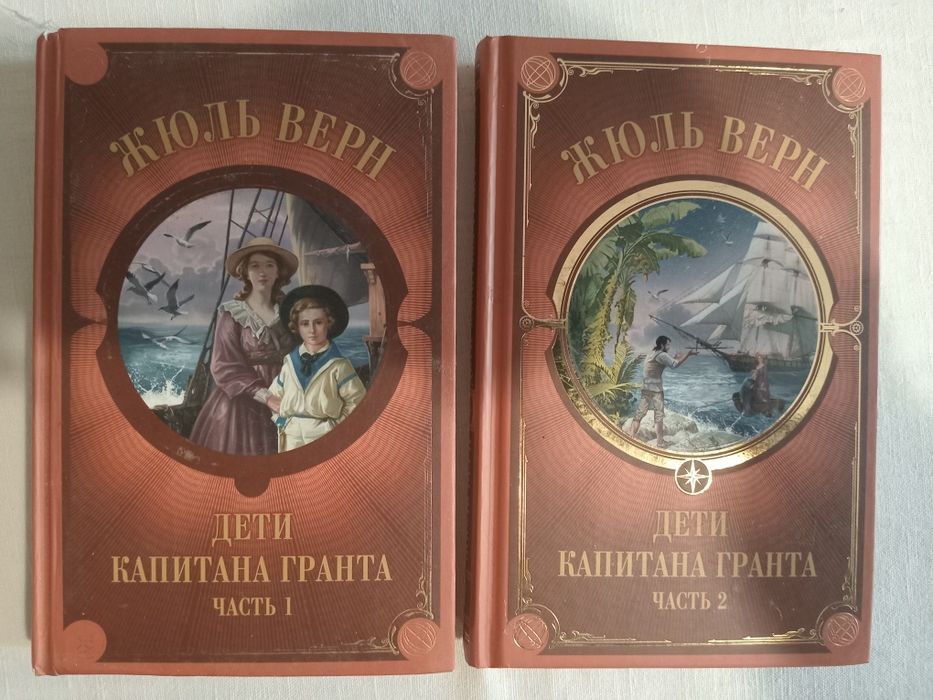 ЖЮЛЬ ВЕРН
ДЕТИ
КАПИТАНА ГРАНТА
ЧАСТЬ 1
ЖЮЛЬ ВЕРН
ДЕТИ
КАПИТАНА ГРАНТА
ЧАСТЬ 2